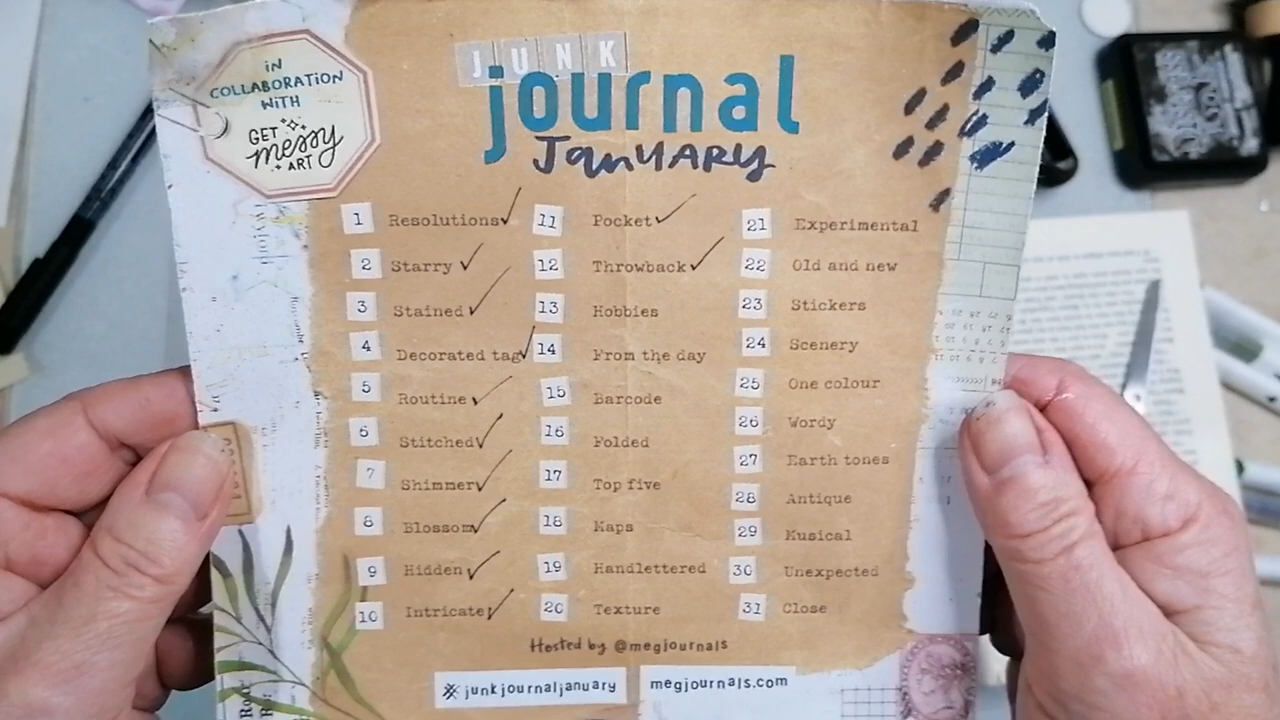 IN
COLLABORATION
WITH
GET
messy
ART
JUNK
journal
JANUARY
1 Resolutions ✓
2 Starry ✓
3 Stained ✓
4 Decorated tag ✓
5 Routine ✓
6 Stitched ✓
7 Shimmer ✓
8 Blossom ✓
9 Hidden ✓
10 Intricate ✓
11 Pocket ✓
12 Throwback ✓
13 Hobbies
14 From the day
15 Barcode
16 Folded
17 Top five
18 Maps
19 Handlettered
20 Texture
21 Experimental
22 Old and new
23 Stickers
24 Scenery
25 One colour
26 Wordy
27 Earth tones
28 Antique
29 Musical
30 Unexpected
31 Close
Hosted by @megjournals
#junkjournaljanuary
megjournals.com